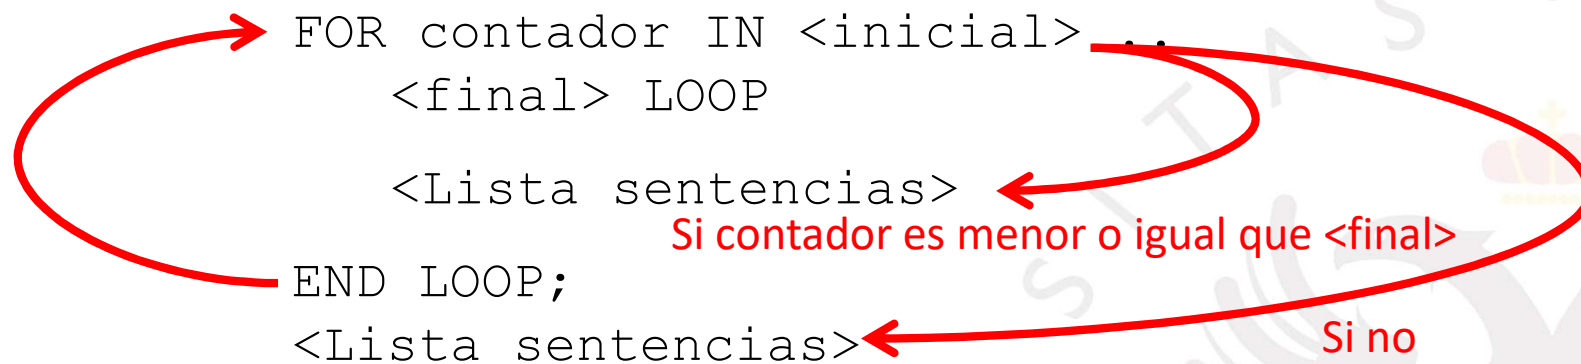 FOR contador IN <inicial> ..
<final> LOOP
<Lista sentencias>
Si contador es menor o igual que <final>
END LOOP;
<Lista sentencias>
Si no